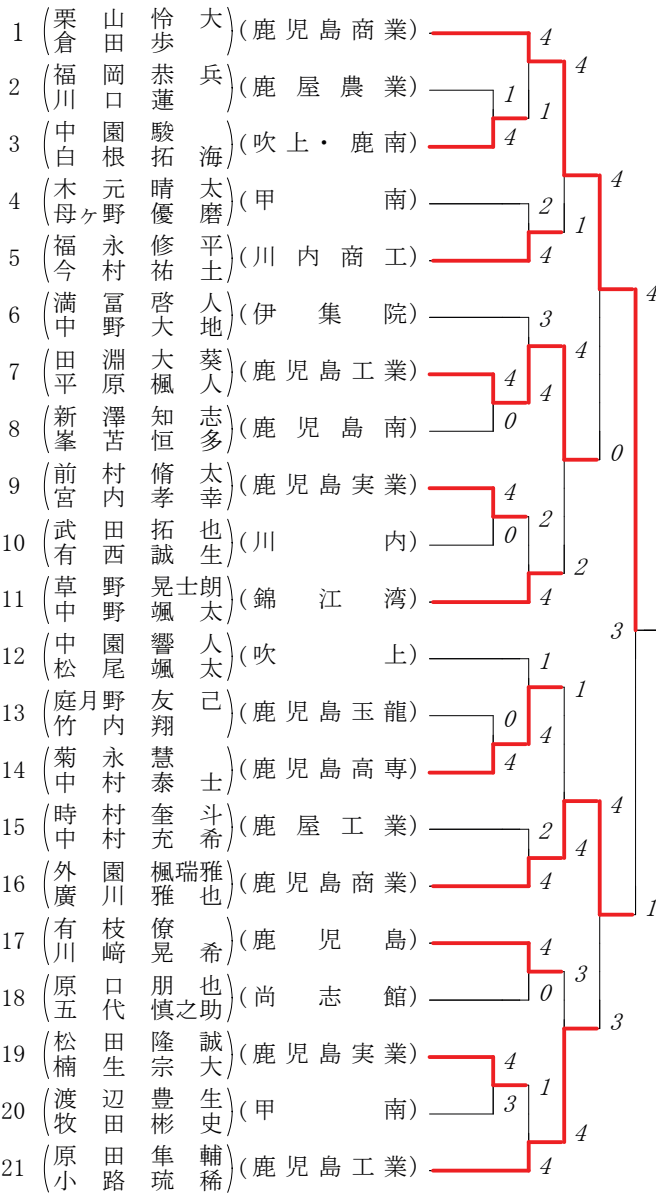 1 (栗山怜大 倉田歩) (鹿児島商業) 4
4
2 (福岡恭兵 川口蓮) (鹿屋農業) 1
1
3 (中園駿 白根拓海) (吹上・鹿南) 4
4
4 (木元晴太 母ヶ野優磨) (甲南) 2
1
5 (福永修平 今村祐士) (川内商工) 4
4
6 (満冨啓人 中野大地) (伊集院) 3
4
7 (田淵大葵 平原楓人) (鹿児島工業) 4
4
8 (新澤知志 峯苫恒多) (鹿児島南) 0
0
9 (前村脩太 宮内孝幸) (鹿児島実業) 4
2
10 (武田拓也 有西誠生) (川内) 0
2
11 (草野晃士朗 中野颯太) (錦江湾) 4
3
12 (中園響人 松尾颯太) (吹上) 1
1
13 (庭月野友己 竹内翔) (鹿児島玉龍) 0
4
14 (菊永慧 中村泰士) (鹿児島高専) 4
4
15 (時村奎斗 中村充希) (鹿屋工業) 2
4
16 (外園楓瑞雅 廣川雅也) (鹿児島商業) 4
1
17 (有枝僚 川﨑晃希) (鹿児島) 4
3
18 (原口朋也 五代慎之助) (尚志館) 0
3
19 (松田隆誠 楠生宗大) (鹿児島実業) 4
1
20 (渡辺豊生 牧田彬史) (甲南) 3
4
21 (原田隼輔 小路琉稀) (鹿児島工業) 4